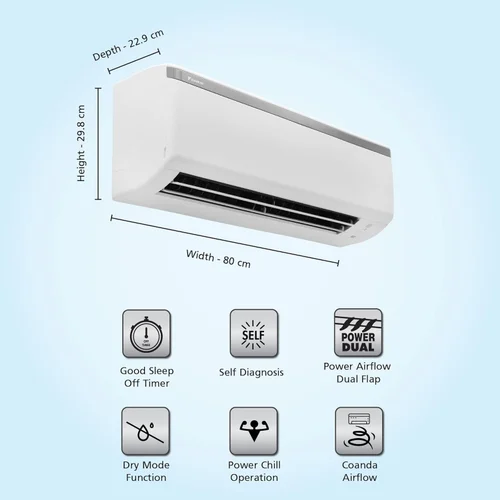 Depth - 22.9 cm
Height - 29.8 cm
Width - 80 cm
OFF
TIMER
SELF
POWER
DUAL
Good Sleep
Off Timer
Self Diagnosis
Power Airflow
Dual Flap
Dry Mode
Function
Power Chill
Operation
Coanda
Airflow